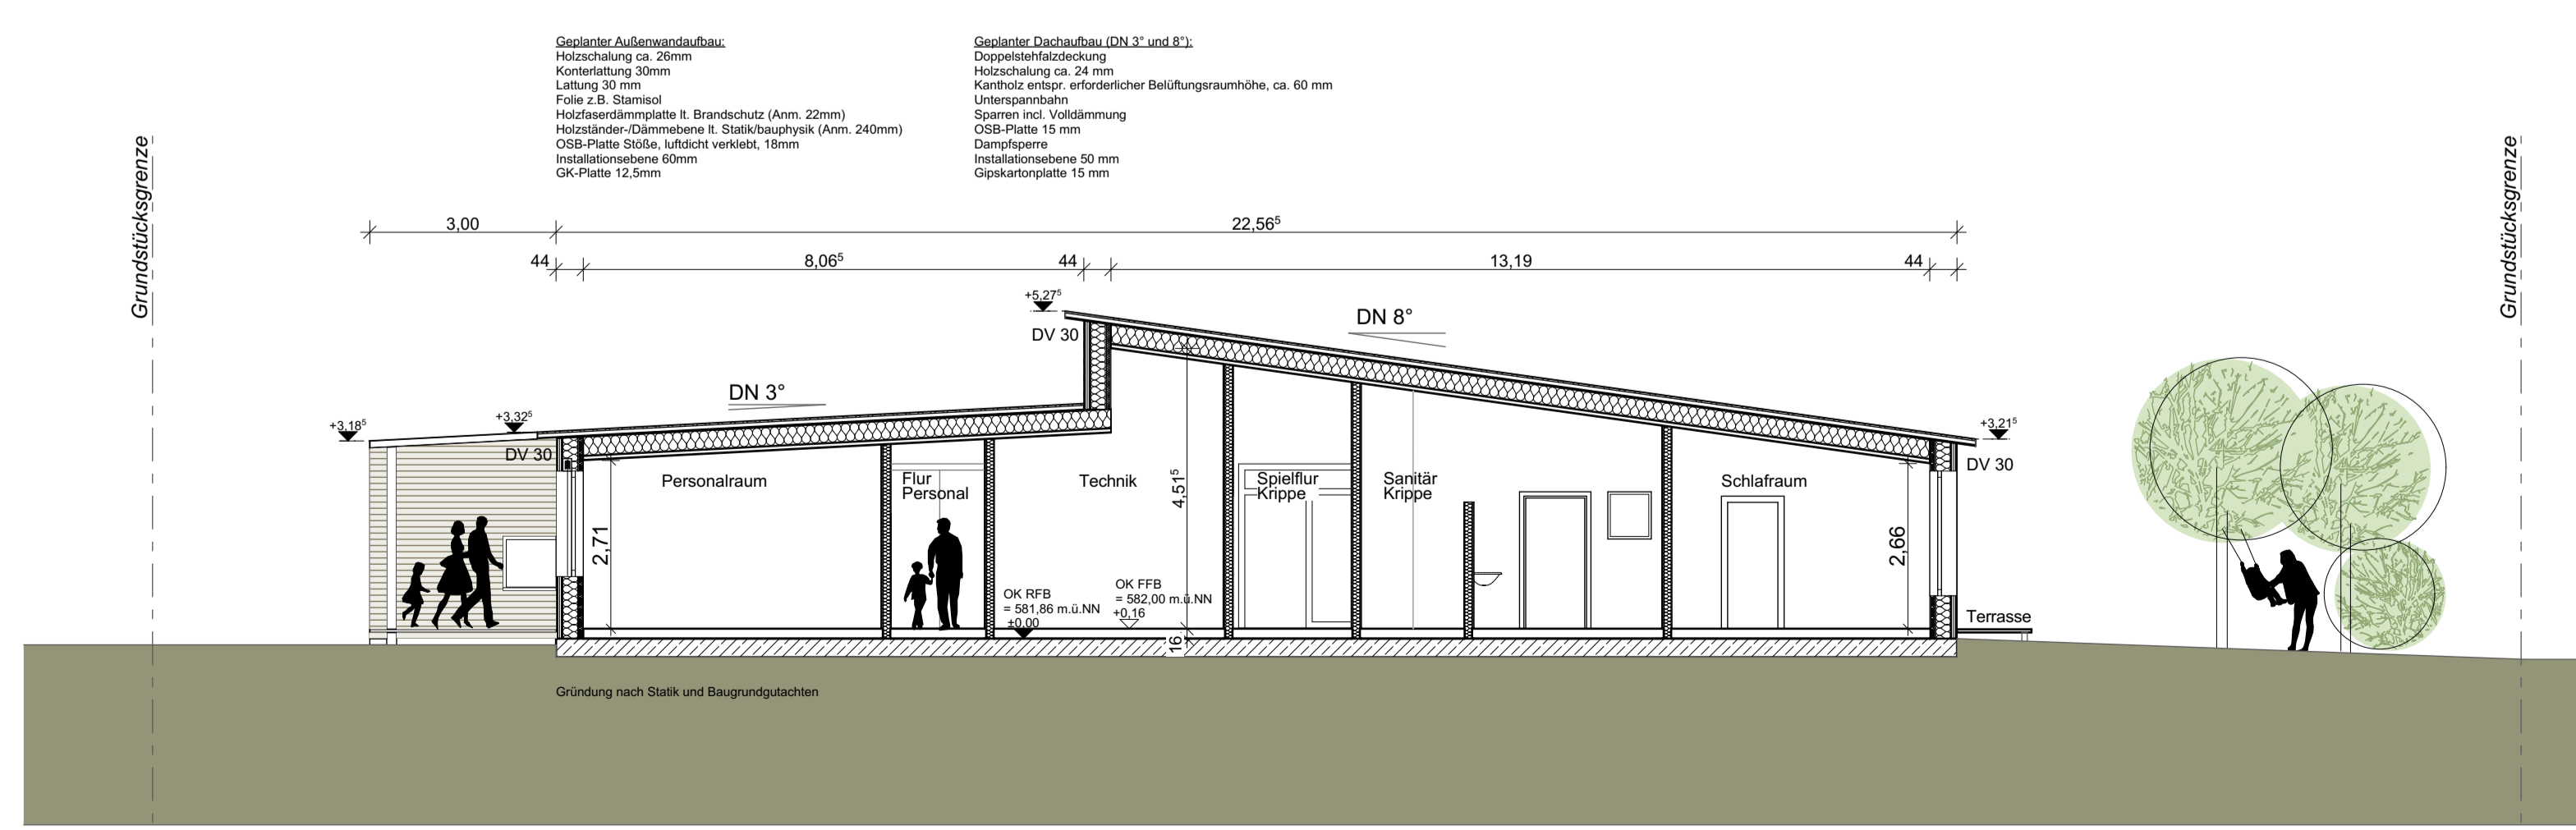 Geplanter Außenwandaufbau:
Holzschalung ca. 26mm
Konterlattung 30mm
Lattung 30 mm
Folie z.B. Stamisol
Holzfaserdämmplatte lt. Brandschutz (Anm. 22mm)
Holzständer-/Dämmebene lt. Statik/bauphysik (Anm. 240mm)
OSB-Platte Stöße, luftdicht verklebt, 18mm
Installationsebene 60mm
GK-Platte 12,5mm
Geplanter Dachaufbau (DN 3° und 8°):
Doppelstehfalzdeckung
Holzschalung ca. 24 mm
Kantholz entspr. erforderlicher Belüftungsraumhöhe, ca. 60 mm
Unterspannbahn
Sparren incl. Volldämmung
OSB-Platte 15 mm
Dampfsperre
Installationsebene 50 mm
Gipskartonplatte 15 mm
Grundstücksgrenze
Grundstücksgrenze
3,00
22,56⁵
44
8,06⁵
44
13,19
44
+5,27⁵
DV 30
DN 8°
DN 3°
+3,18⁵
+3,32⁵
DV 30
+3,21⁵
DV 30
Personalraum
Flur
Personal
Technik
4,51⁵
Spielflur
Krippe
Sanitär
Krippe
Schlafraum
2,71
2,66
OK RFB
= 581,86 m.ü.NN
±0,00
OK FFB
= 582,00 m.ü.NN
+0,16
16
Terrasse
Gründung nach Statik und Baugrundgutachten